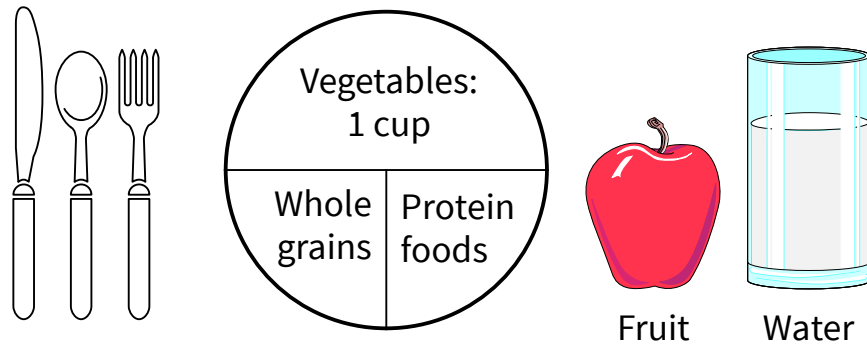 Vegetables:
1 cup
Whole
grains
Protein
foods
Fruit
Water